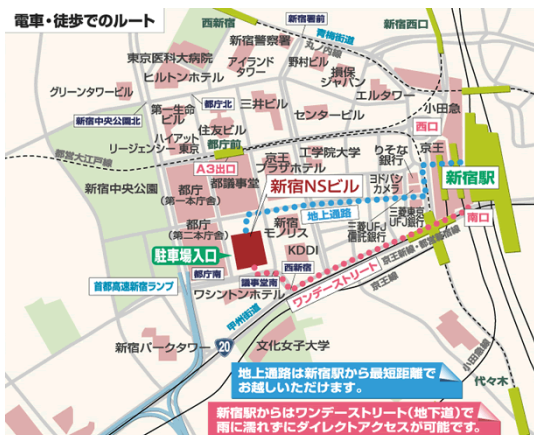 電車・徒歩でのルート
西新宿
新宿署前
新宿西口
青梅街道
丸ノ内線
新宿警察署
東京医科大病院
アイランド
タワー
野村ビル
損保
ジャパン
ヒルトンホテル
グリーンタワービル
エルタワー
小田急
第一生命
ビル
都庁北
三井ビル
センタービル
新宿中央公園北
住友ビル
都庁前
西口
ハイアット
リージェンシー 東京
都営大江戸線
A3出口
京王
プラザホテル
工学院大学
りそな
銀行
京王
新宿駅
新宿中央公園
都庁
(第一本庁舎)
都議事堂
新宿NSビル
ヨドバシ
カメラ
地上通路
南口
都庁
(第二本庁舎)
新宿
モノリス
三菱UFJ
信託銀行
三菱東京
UFJ銀行
駐車場入口
KDDI
京王新線・都営新宿線
都庁南
西新宿
京王線
首都高速新宿ランプ
議事堂南
ワシントンホテル
ワンデーストリート
甲州街道
新宿パークタワー
20
文化女子大学
小田急線
代々木
地上通路は新宿駅から最短距離で
お越しいただけます。
新宿駅からはワンデーストリート(地下道)で
雨に濡れずにダイレクトアクセスが可能です。